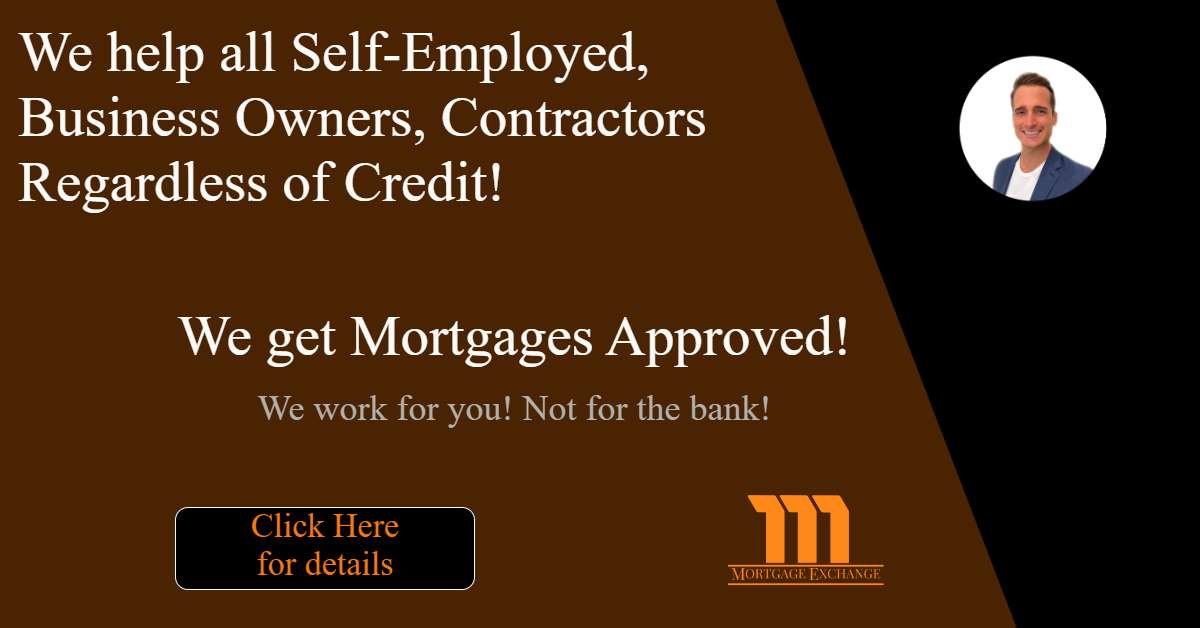 We help all Self-Employed,
Business Owners, Contractors
Regardless of Credit!
We get Mortgages Approved!
We work for you! Not for the bank!
Click Here
for details
MORTGAGE EXCHANGE